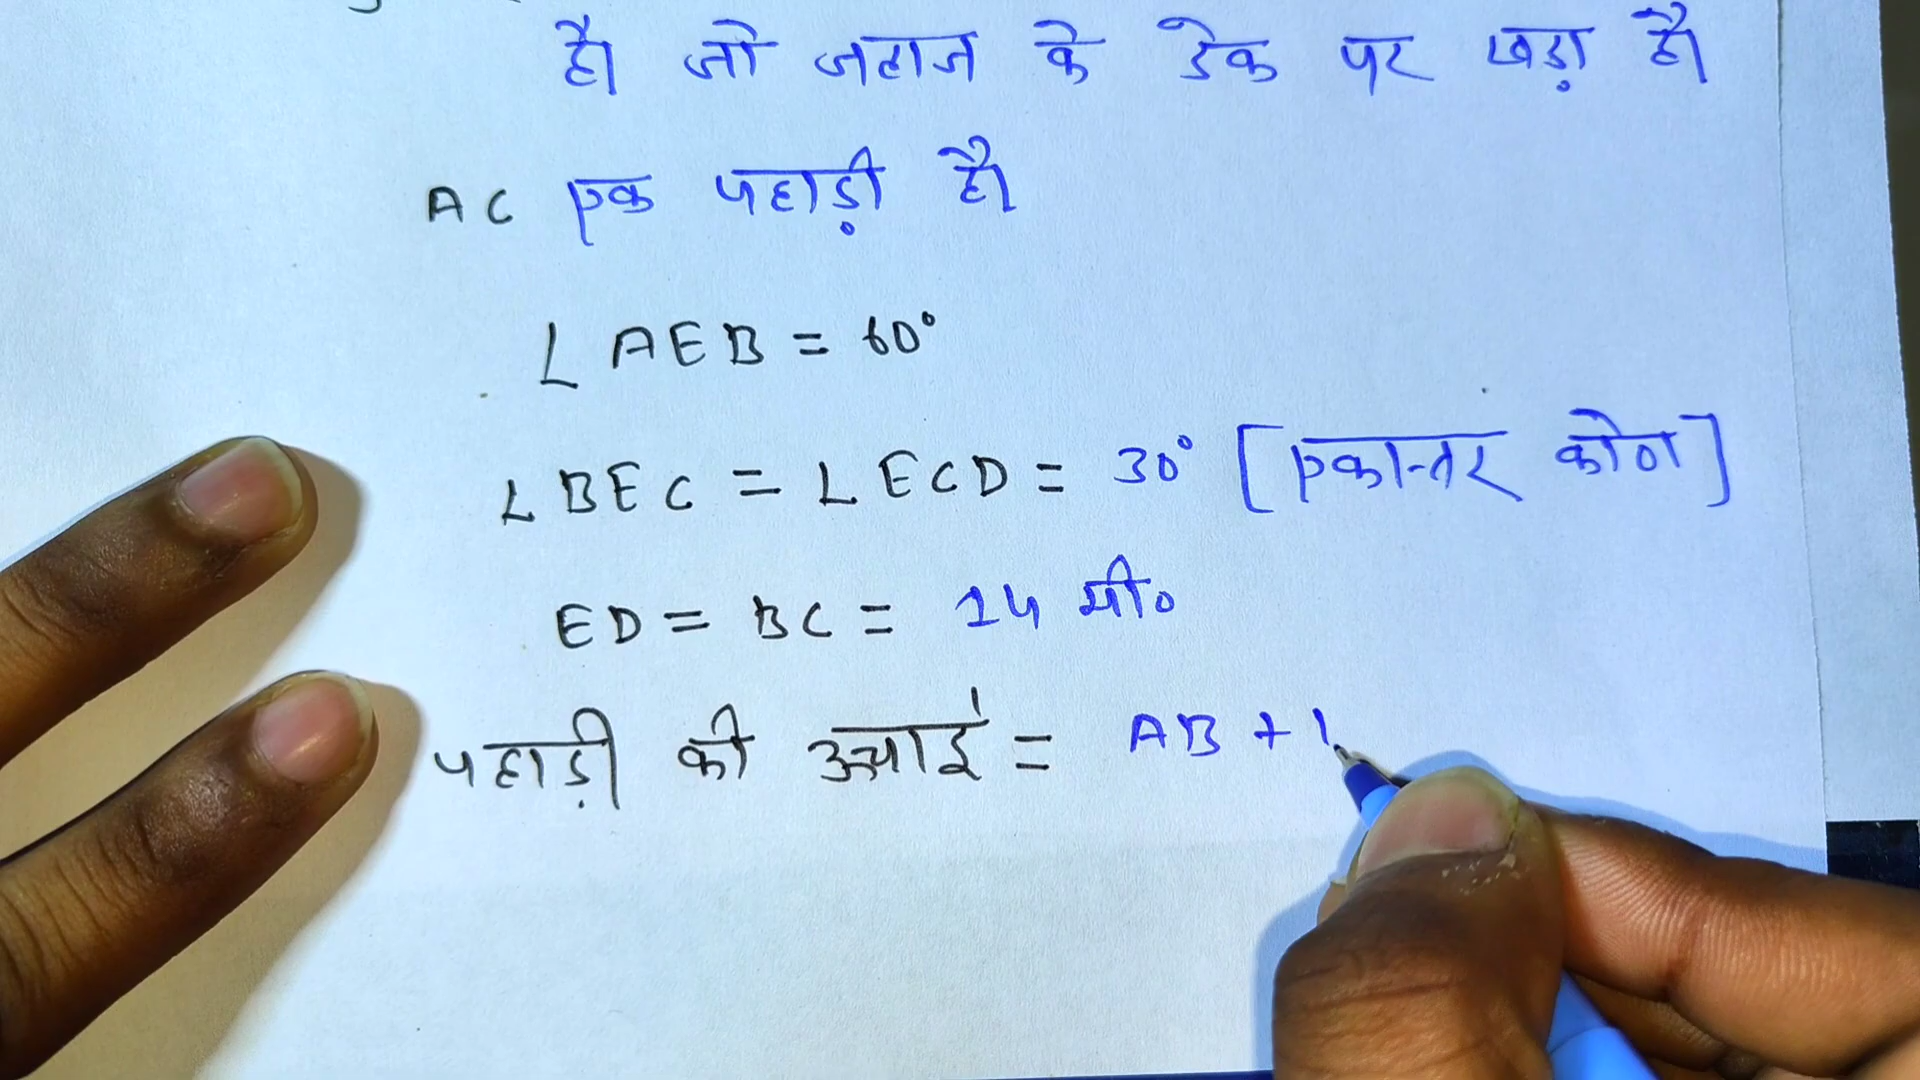 है। जो जहाज के डेक पर खड़ा है।
AC एक पहाड़ी है।
∠AEB = 60°
∠BEC = ∠ECD = 30° [एकान्तर कोण]
ED = BC = 14 मी०
पहाड़ी की ऊचाई = AB +